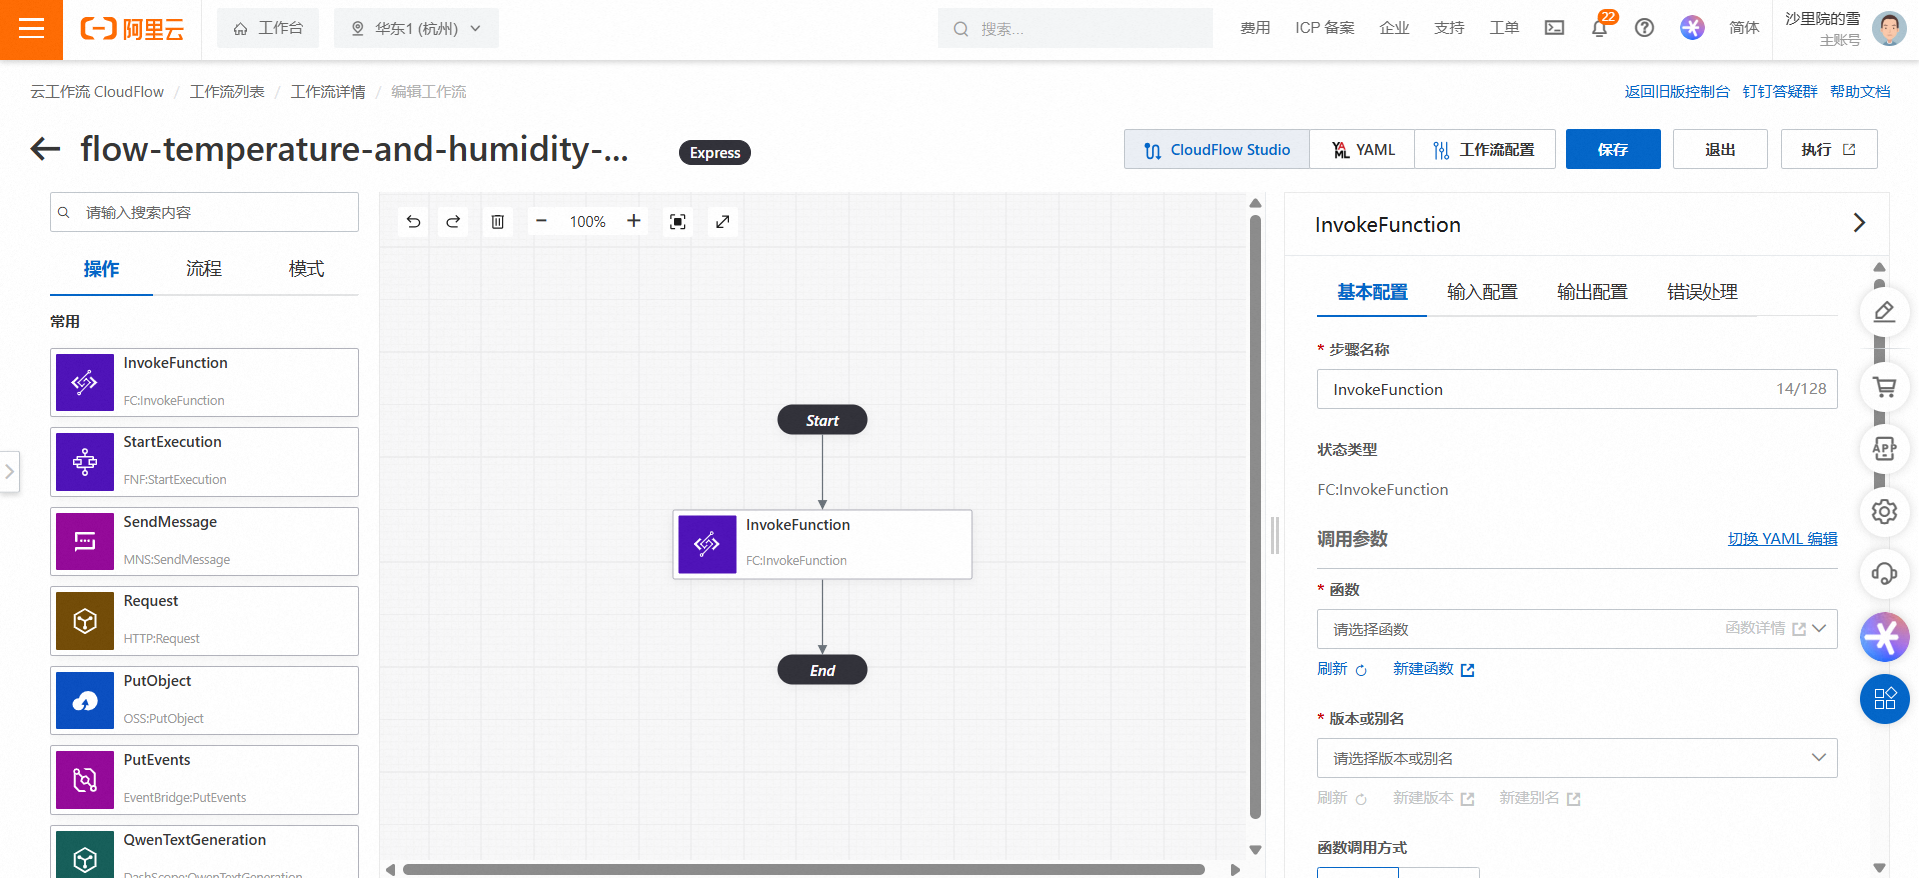 阿里云
工作台
华东1 (杭州)
搜索...
费用
ICP 备案
企业
支持
工单
22
简体
沙里院的雪
主账号
云工作流 CloudFlow / 工作流列表 / 工作流详情 / 编辑工作流
返回旧版控制台 钉钉答疑群 帮助文档
flow-temperature-and-humidity-...
Express
CloudFlow Studio
YAML
工作流配置
保存
退出
执行
请输入搜索内容
操作
流程
模式
常用
InvokeFunction
FC:InvokeFunction
StartExecution
FNF:StartExecution
SendMessage
MNS:SendMessage
Request
HTTP:Request
PutObject
OSS:PutObject
PutEvents
EventBridge:PutEvents
QwenTextGeneration
DashScope:QwenTextGeneration
100%
Start
InvokeFunction
FC:InvokeFunction
End
InvokeFunction
基本配置
输入配置
输出配置
错误处理
* 步骤名称
InvokeFunction
14/128
状态类型
FC:InvokeFunction
调用参数
切换 YAML 编辑
* 函数
请选择函数
函数详情
刷新
新建函数
* 版本或别名
请选择版本或别名
刷新
新建版本
新建别名
函数调用方式
APP